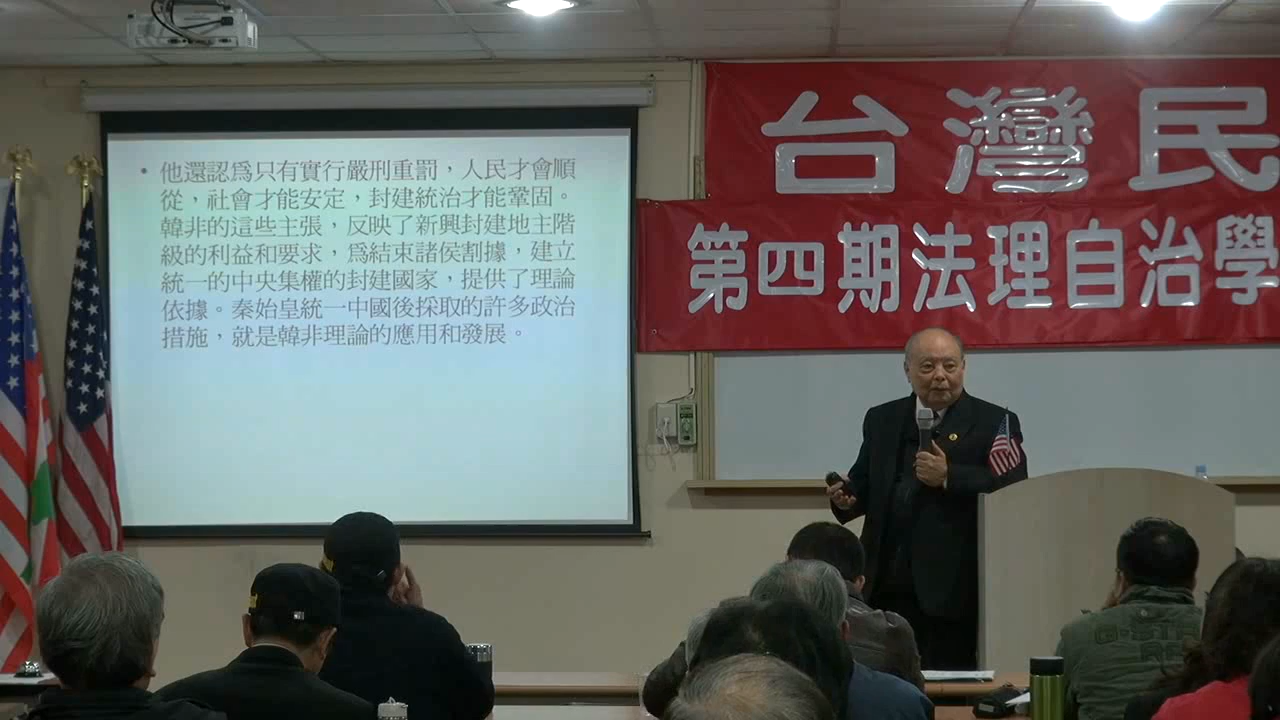 • 他還認為只有實行嚴刑重罰，人民才會順
從，社會才能安定，封建統治才能鞏固。
韓非的這些主張，反映了新興封建地主階
級的利益和要求，為結束諸侯割據，建立
統一的中央集權的封建國家，提供了理論
依據。秦始皇統一中國後採取的許多政治
措施，就是韓非理論的應用和發展。
台灣民
第四期法理自治學